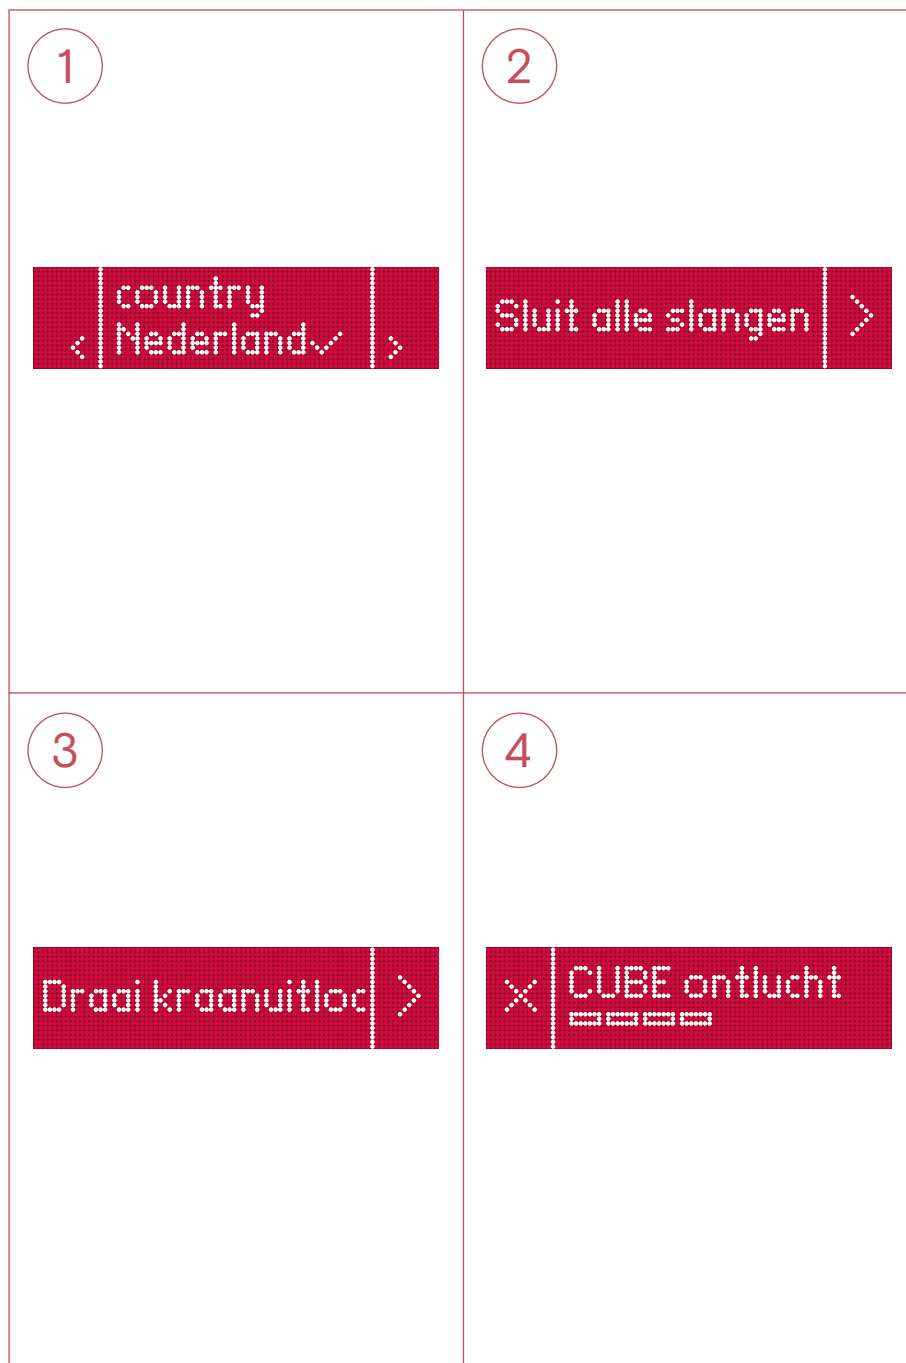 1
country
< Nederland✓ >
2
Sluit alle slangen >
3
Draai kraanuitloc >
4
× CUBE ontlucht